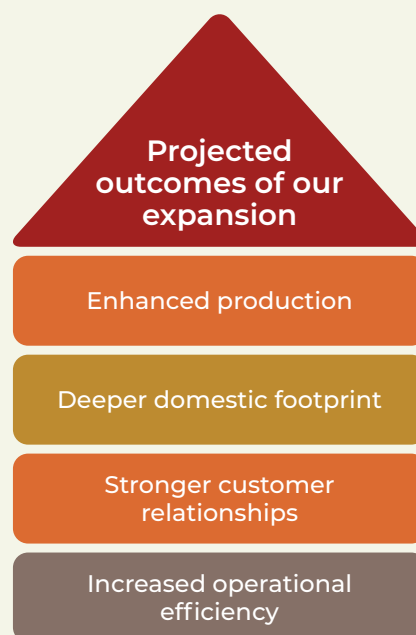 Projected
outcomes of our
expansion
Enhanced production
Deeper domestic footprint
Stronger customer
relationships
Increased operational
efficiency